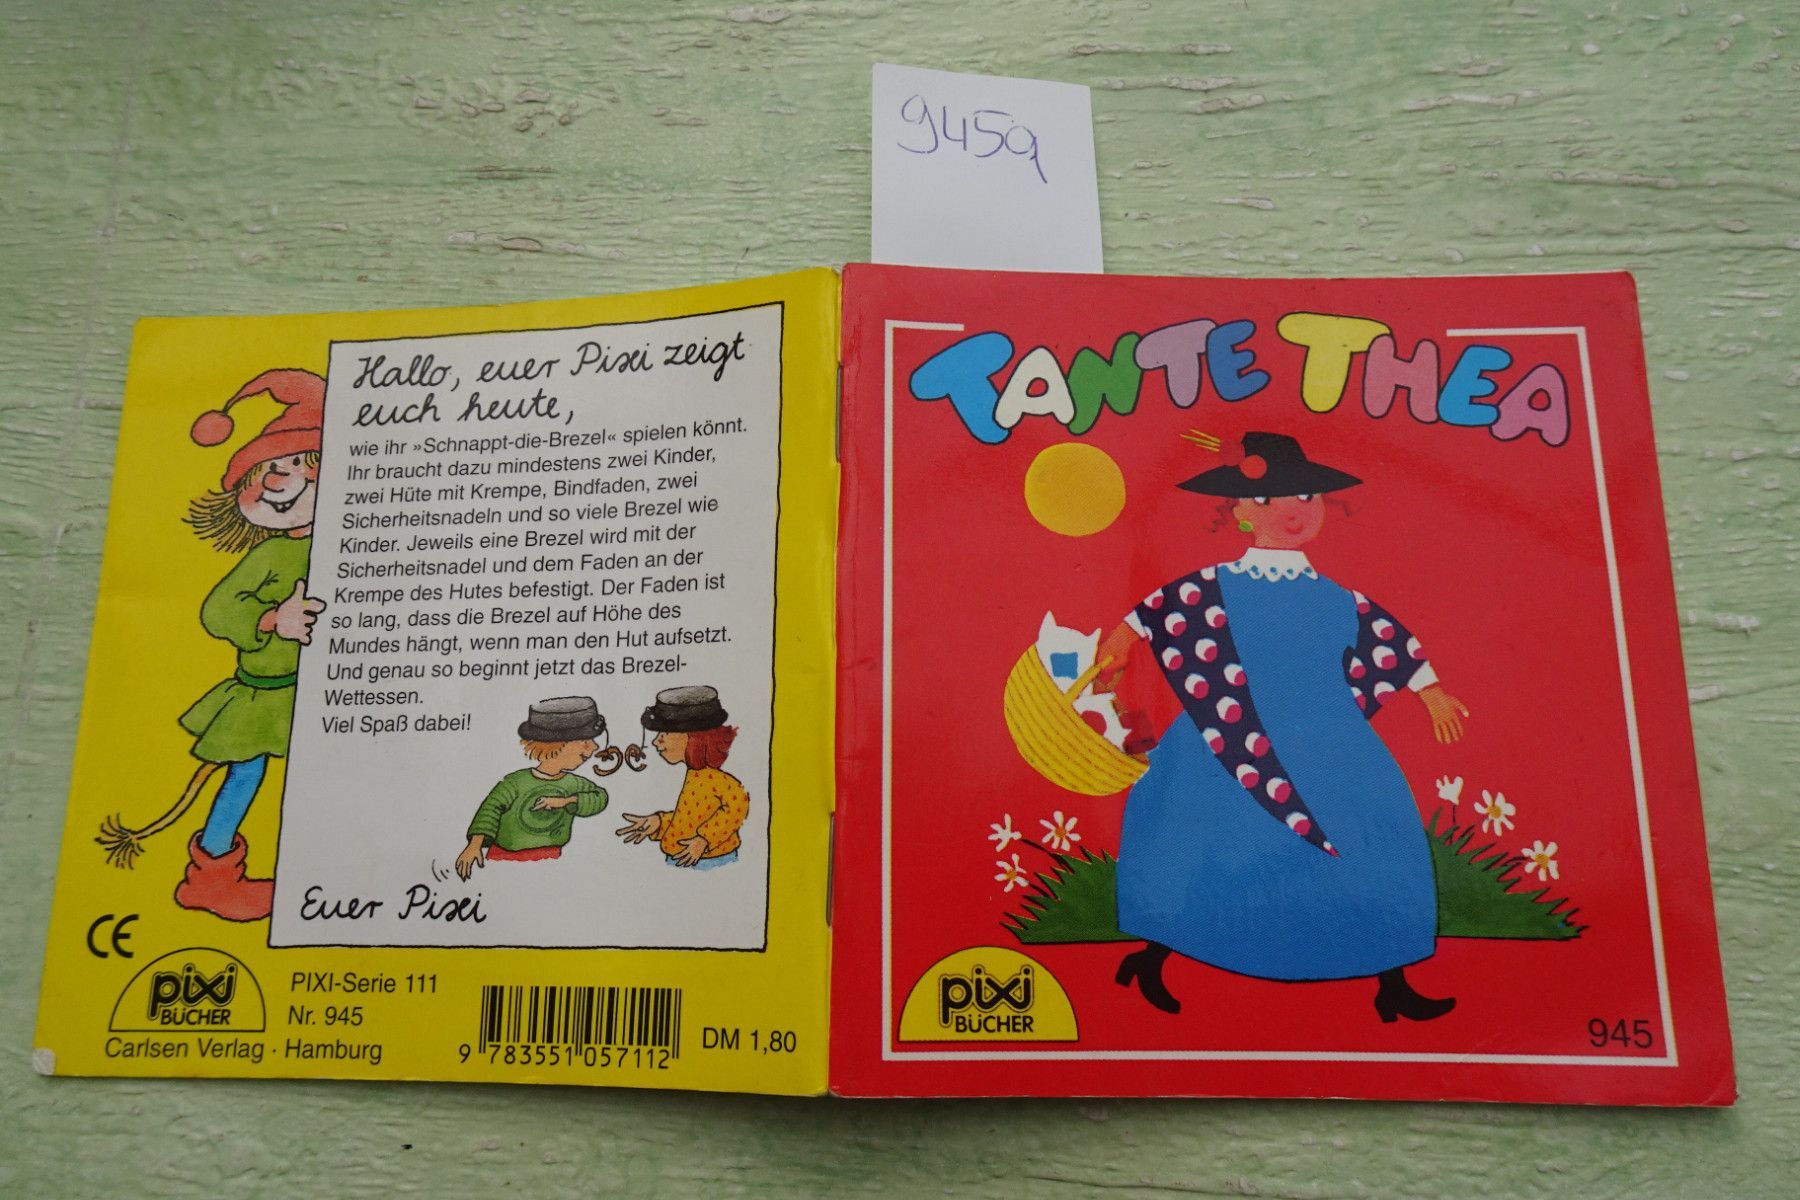 945a
Hallo, euer Pixi zeigt
euch heute,
wie ihr »Schnappt-die-Brezel« spielen könnt.
Ihr braucht dazu mindestens zwei Kinder,
zwei Hüte mit Krempe, Bindfaden, zwei
Sicherheitsnadeln und so viele Brezel wie
Kinder. Jeweils eine Brezel wird mit der
Sicherheitsnadel und dem Faden an der
Krempe des Hutes befestigt. Der Faden ist
so lang, dass die Brezel auf Höhe des
Mundes hängt, wenn man den Hut aufsetzt.
Und genau so beginnt jetzt das Brezel-
Wettessen.
Viel Spaß dabei!
Euer Pixi
CE
pixi
BÜCHER
Carlsen Verlag · Hamburg
PIXI-Serie 111
Nr. 945
9 783551 057112
DM 1,80
TANTE THEA
pixi
BÜCHER
945